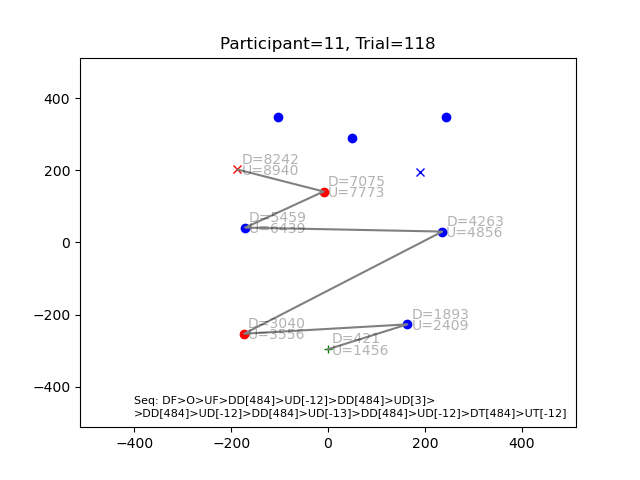 Participant=11, Trial=118
400
200
0
−200
−400
D=8242
U=8940
D=7075
U=7773
D=5459
U=6439
D=4263
U=4856
D=3040
U=3556
D=1893
U=2409
D=421
U=1456
Seq: DF>O>UF>DD[484]>UD[-12]>DD[484]>UD[3]>
>DD[484]>UD[-12]>DD[484]>UD[-13]>DD[484]>UD[-12]>DT[484]>UT[-12]
−400 −200 0 200 400